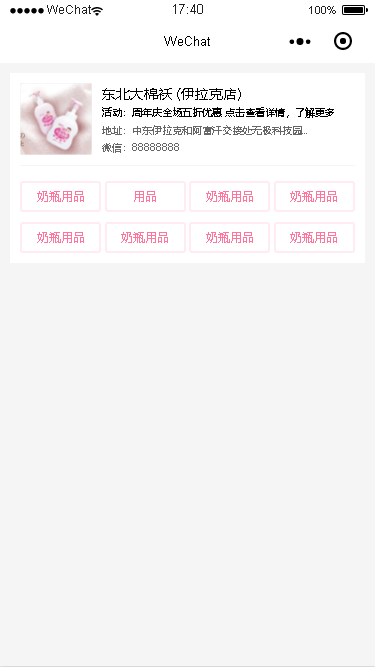 WeChat 17:40 100%
WeChat
东北大棉袄 (伊拉克店)
活动：周年庆全场五折优惠 点击查看详情，了解更多
地址：中东伊拉克和阿富汗交接处无极科技园..
微信：88888888
奶瓶用品 用品 奶瓶用品 奶瓶用品
奶瓶用品 奶瓶用品 奶瓶用品 奶瓶用品